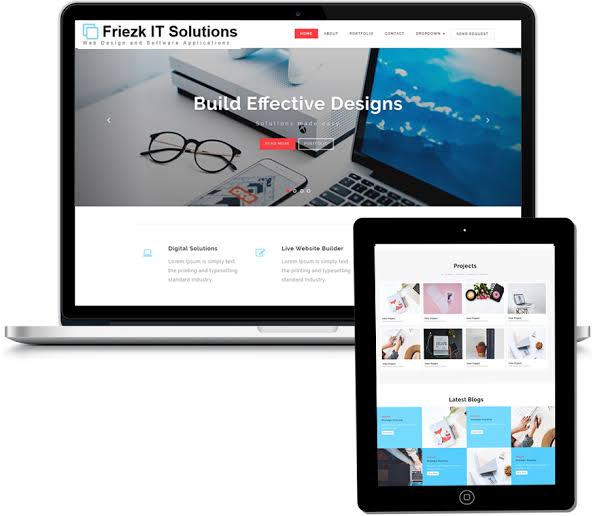 Friezk IT Solutions
Web Design and Software Applications
HOME ABOUT PORTFOLIO CONTACT DROPDOWN SEND REQUEST
Build Effective Designs
Solutions made easy
READ MORE PORTFOLIO
Digital Solutions
Lorem Ipsum is simply text
the printing and typesetting
standard industry.
Live Website Builder
Lorem Ipsum is simply text
the printing and typesetting
standard industry.
Projects
Latest Blogs